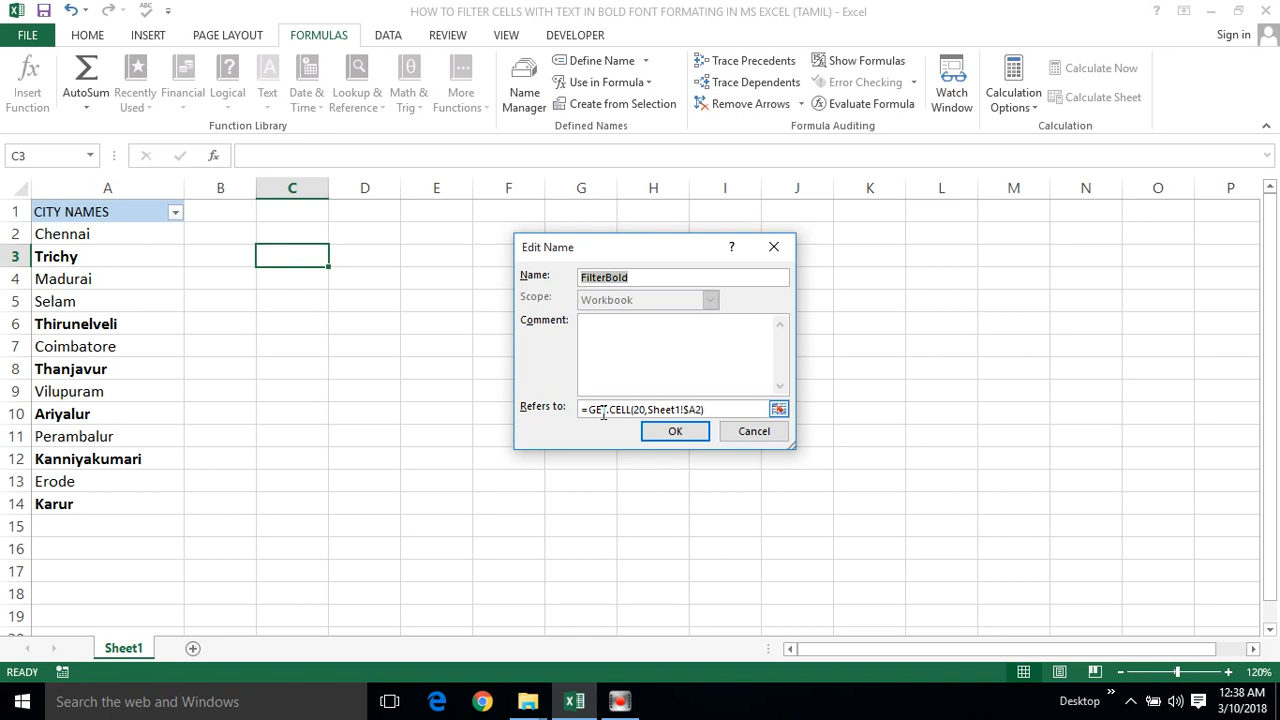 HOW TO FILTER CELLS WITH TEXT IN BOLD FONT FORMATING IN MS EXCEL (TAMIL) - Excel
ABC
?
FILE HOME INSERT PAGE LAYOUT FORMULAS DATA REVIEW VIEW DEVELOPER Sign in
Insert Function
AutoSum
Recently Used
Financial
Logical
Text
Date & Time
Lookup & Reference
Math & Trig
More Functions
Function Library
Name Manager
Define Name
Use in Formula
Create from Selection
Defined Names
Trace Precedents
Trace Dependents
Remove Arrows
Show Formulas
Error Checking
Evaluate Formula
Formula Auditing
Watch Window
Calculation Options
Calculate Now
Calculate Sheet
Calculation
C3 fx
A B C D E F G H I J K L M N O P
1 CITY NAMES
2 Chennai
3 Trichy
4 Madurai
5 Selam
6 Thirunelveli
7 Coimbatore
8 Thanjavur
9 Vilupuram
10 Ariyalur
11 Perambalur
12 Kanniyakumari
13 Erode
14 Karur
15
16
17
18
19
Edit Name ?
Name: FilterBold
Scope: Workbook
Comment:
Refers to: =GET.CELL(20,Sheet1!$A2)
OK Cancel
Sheet1
READY 120%
Search the web and Windows
Desktop
12:38 AM
3/10/2018